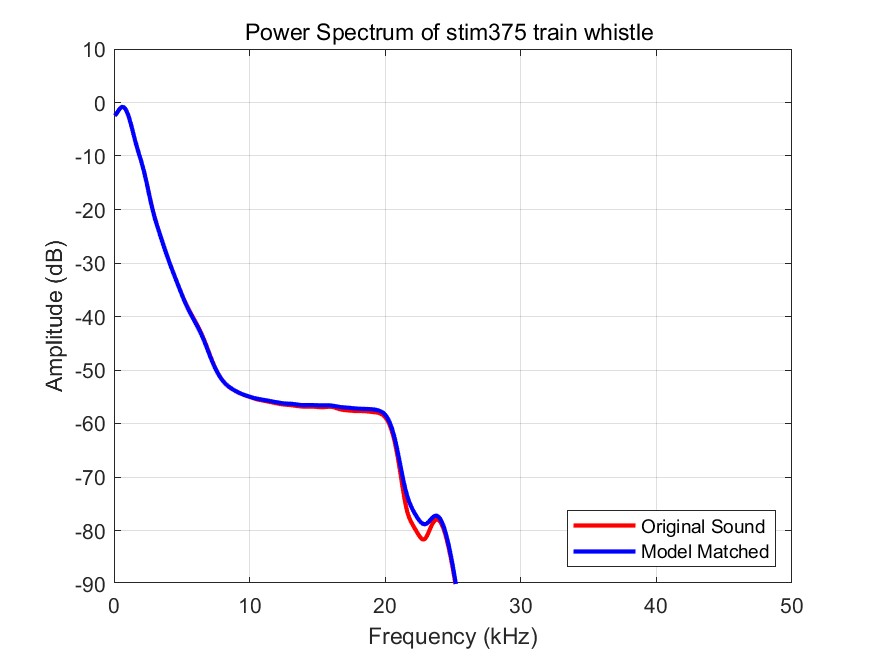 Power Spectrum of stim375 train whistle
10
0
-10
-20
-30
-40
-50
-60
-70
-80
-90
Amplitude (dB)
Original Sound
Model Matched
0 10 20 30 40 50
Frequency (kHz)